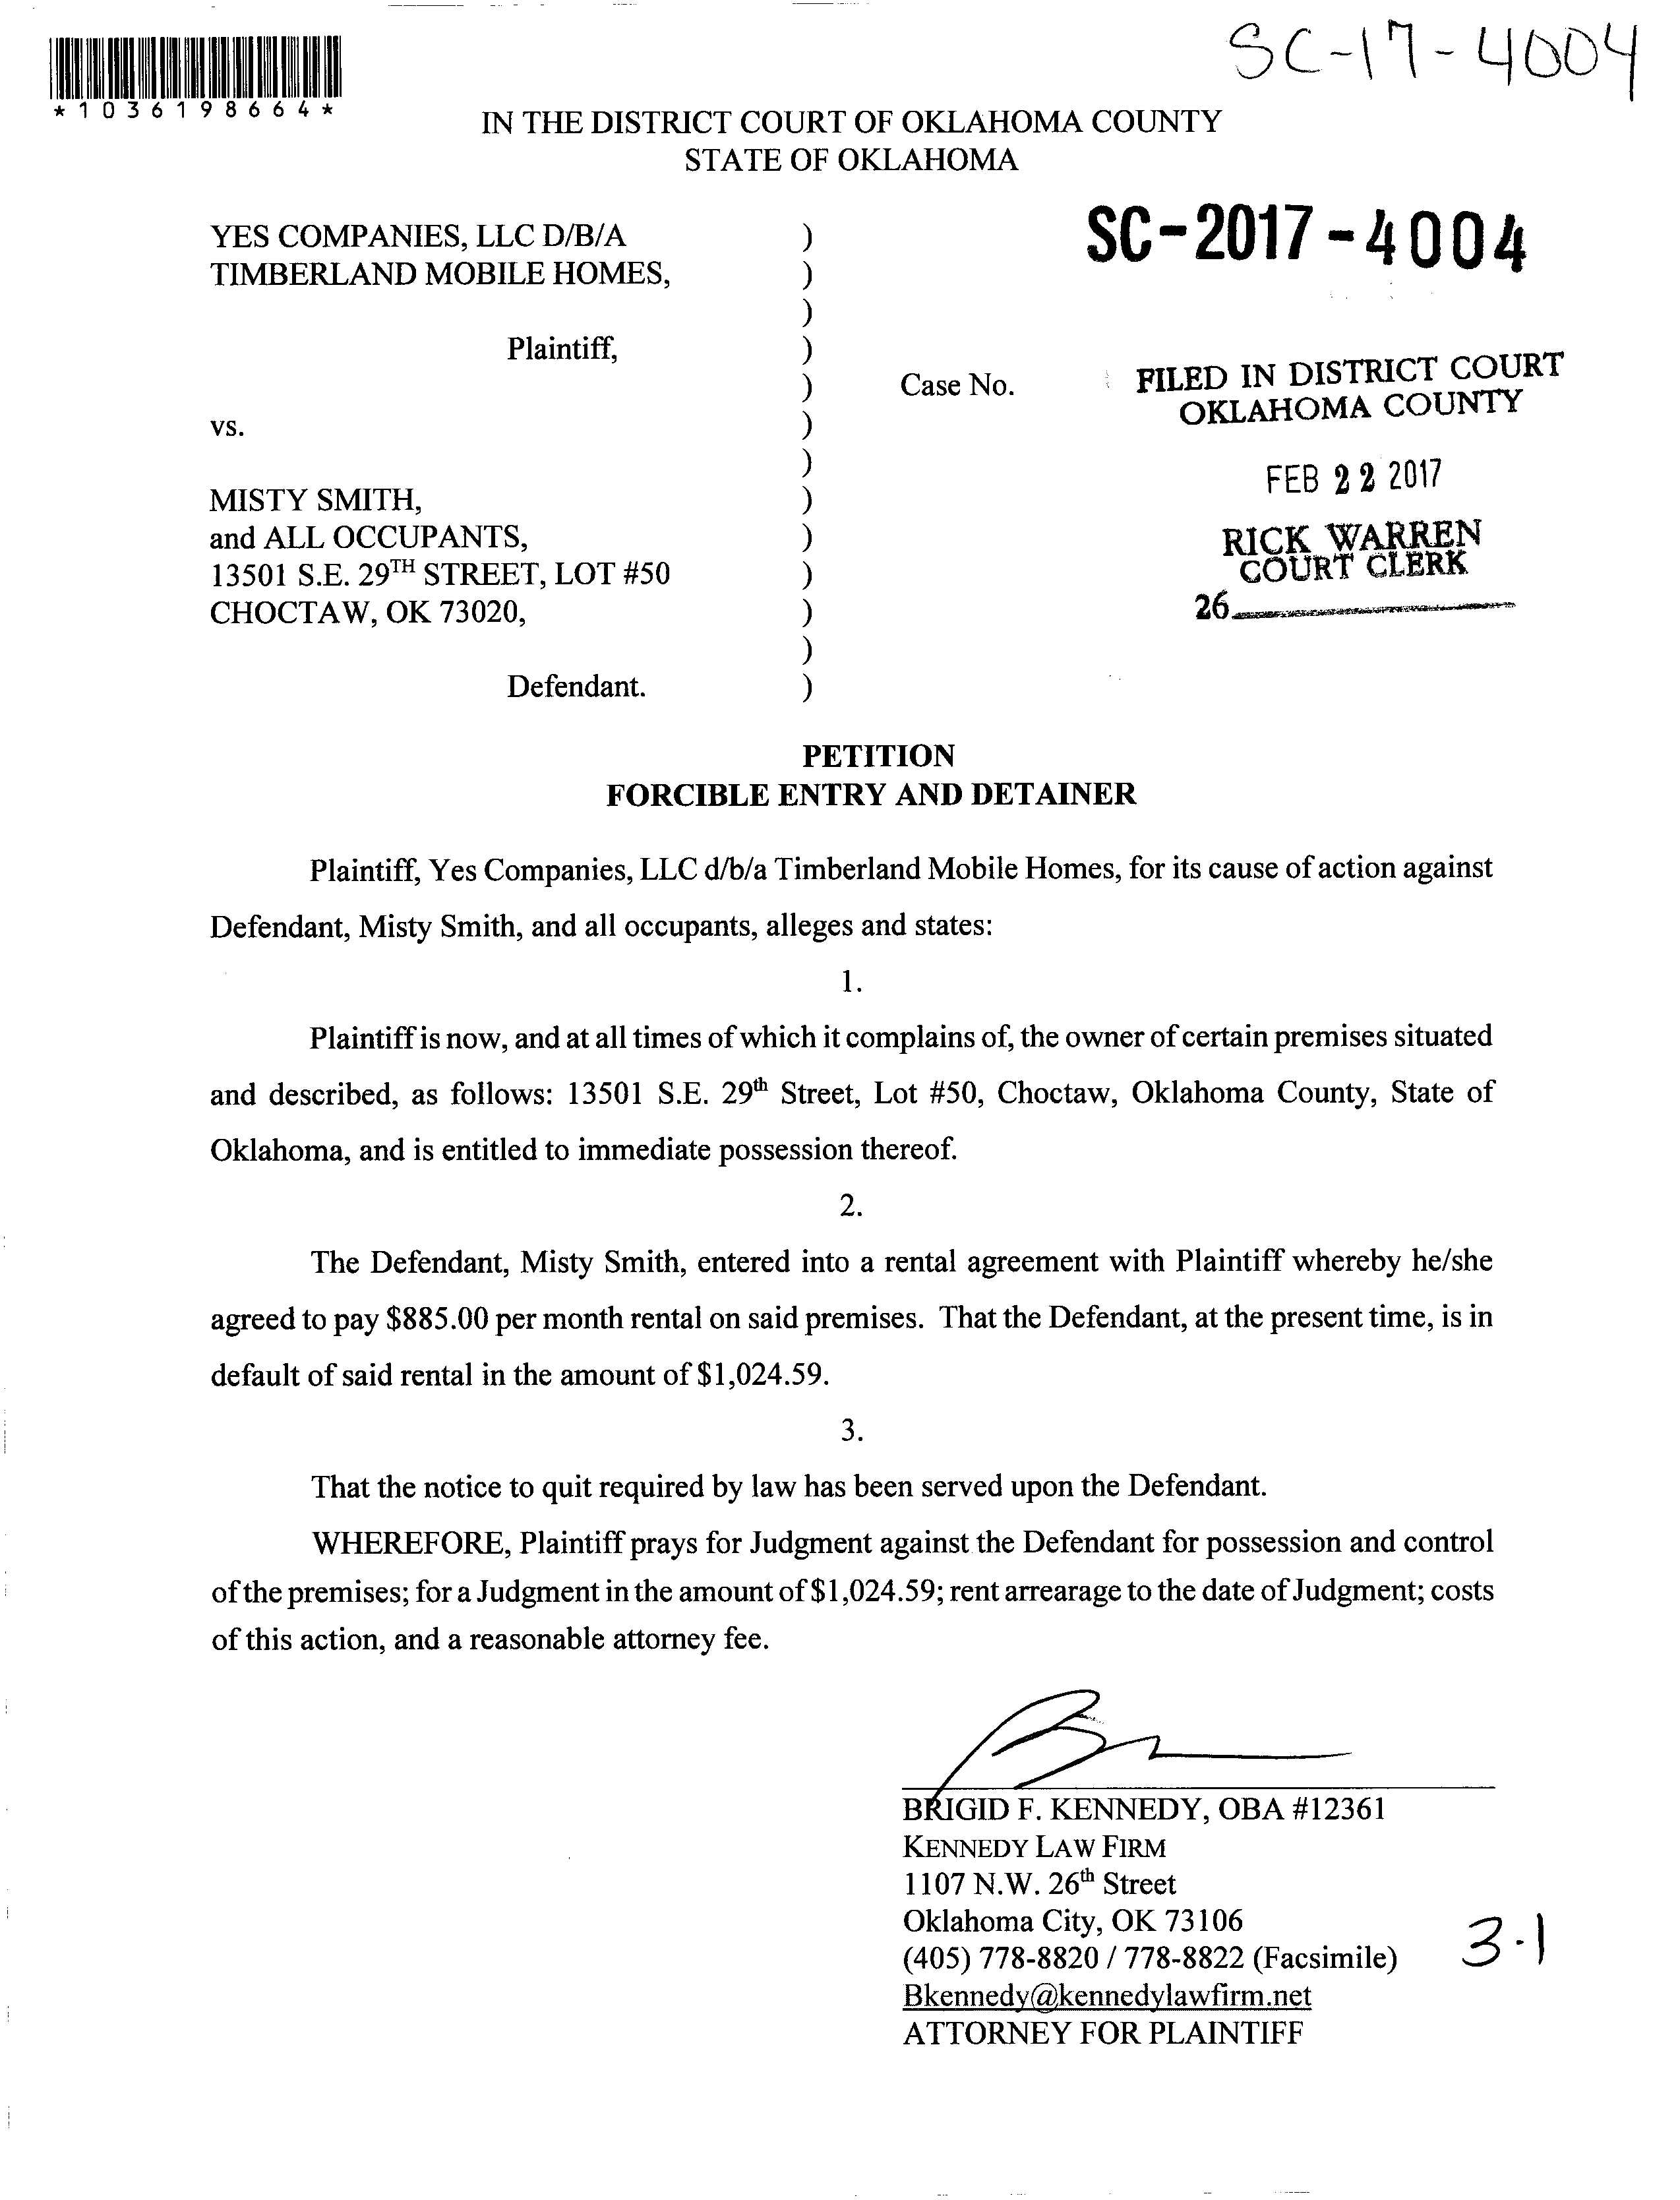 SC-17-4004
*1036198664*
IN THE DISTRICT COURT OF OKLAHOMA COUNTY
STATE OF OKLAHOMA
YES COMPANIES, LLC D/B/A )
TIMBERLAND MOBILE HOMES, )
)
Plaintiff, )
)
vs. )
)
MISTY SMITH, )
and ALL OCCUPANTS, )
13501 S.E. 29TH STREET, LOT #50 )
CHOCTAW, OK 73020, )
)
Defendant. )
SC-2017-4004
Case No.
FILED IN DISTRICT COURT
OKLAHOMA COUNTY
FEB 22 2017
RICK WARREN
COURT CLERK
26
PETITION
FORCIBLE ENTRY AND DETAINER
Plaintiff, Yes Companies, LLC d/b/a Timberland Mobile Homes, for its cause of action against
Defendant, Misty Smith, and all occupants, alleges and states:
1.
Plaintiff is now, and at all times of which it complains of, the owner of certain premises situated
and described, as follows: 13501 S.E. 29th Street, Lot #50, Choctaw, Oklahoma County, State of
Oklahoma, and is entitled to immediate possession thereof.
2.
The Defendant, Misty Smith, entered into a rental agreement with Plaintiff whereby he/she
agreed to pay $885.00 per month rental on said premises. That the Defendant, at the present time, is in
default of said rental in the amount of $1,024.59.
3.
That the notice to quit required by law has been served upon the Defendant.
WHEREFORE, Plaintiff prays for Judgment against the Defendant for possession and control
of the premises; for a Judgment in the amount of $1,024.59; rent arrearage to the date of Judgment; costs
of this action, and a reasonable attorney fee.
BRIGID F. KENNEDY, OBA #12361
KENNEDY LAW FIRM
1107 N.W. 26th Street
Oklahoma City, OK 73106
(405) 778-8820 / 778-8822 (Facsimile)
Bkennedy@kennedylawfirm.net
ATTORNEY FOR PLAINTIFF
3.1